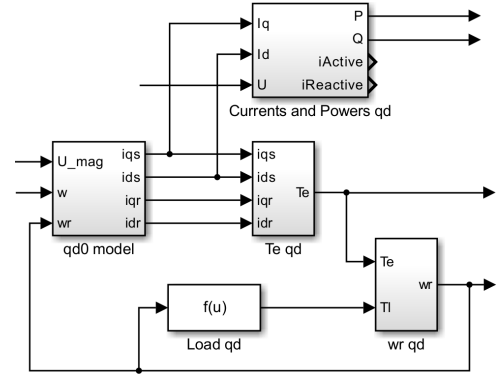 Iq P
Id Q
iActive
U iReactive
Currents and Powers qd
U_mag iqs iqs
w ids ids Te
iqr iqr
wr idr idr
qd0 model Te qd
Te
wr
f(u) Tl
Load qd wr qd